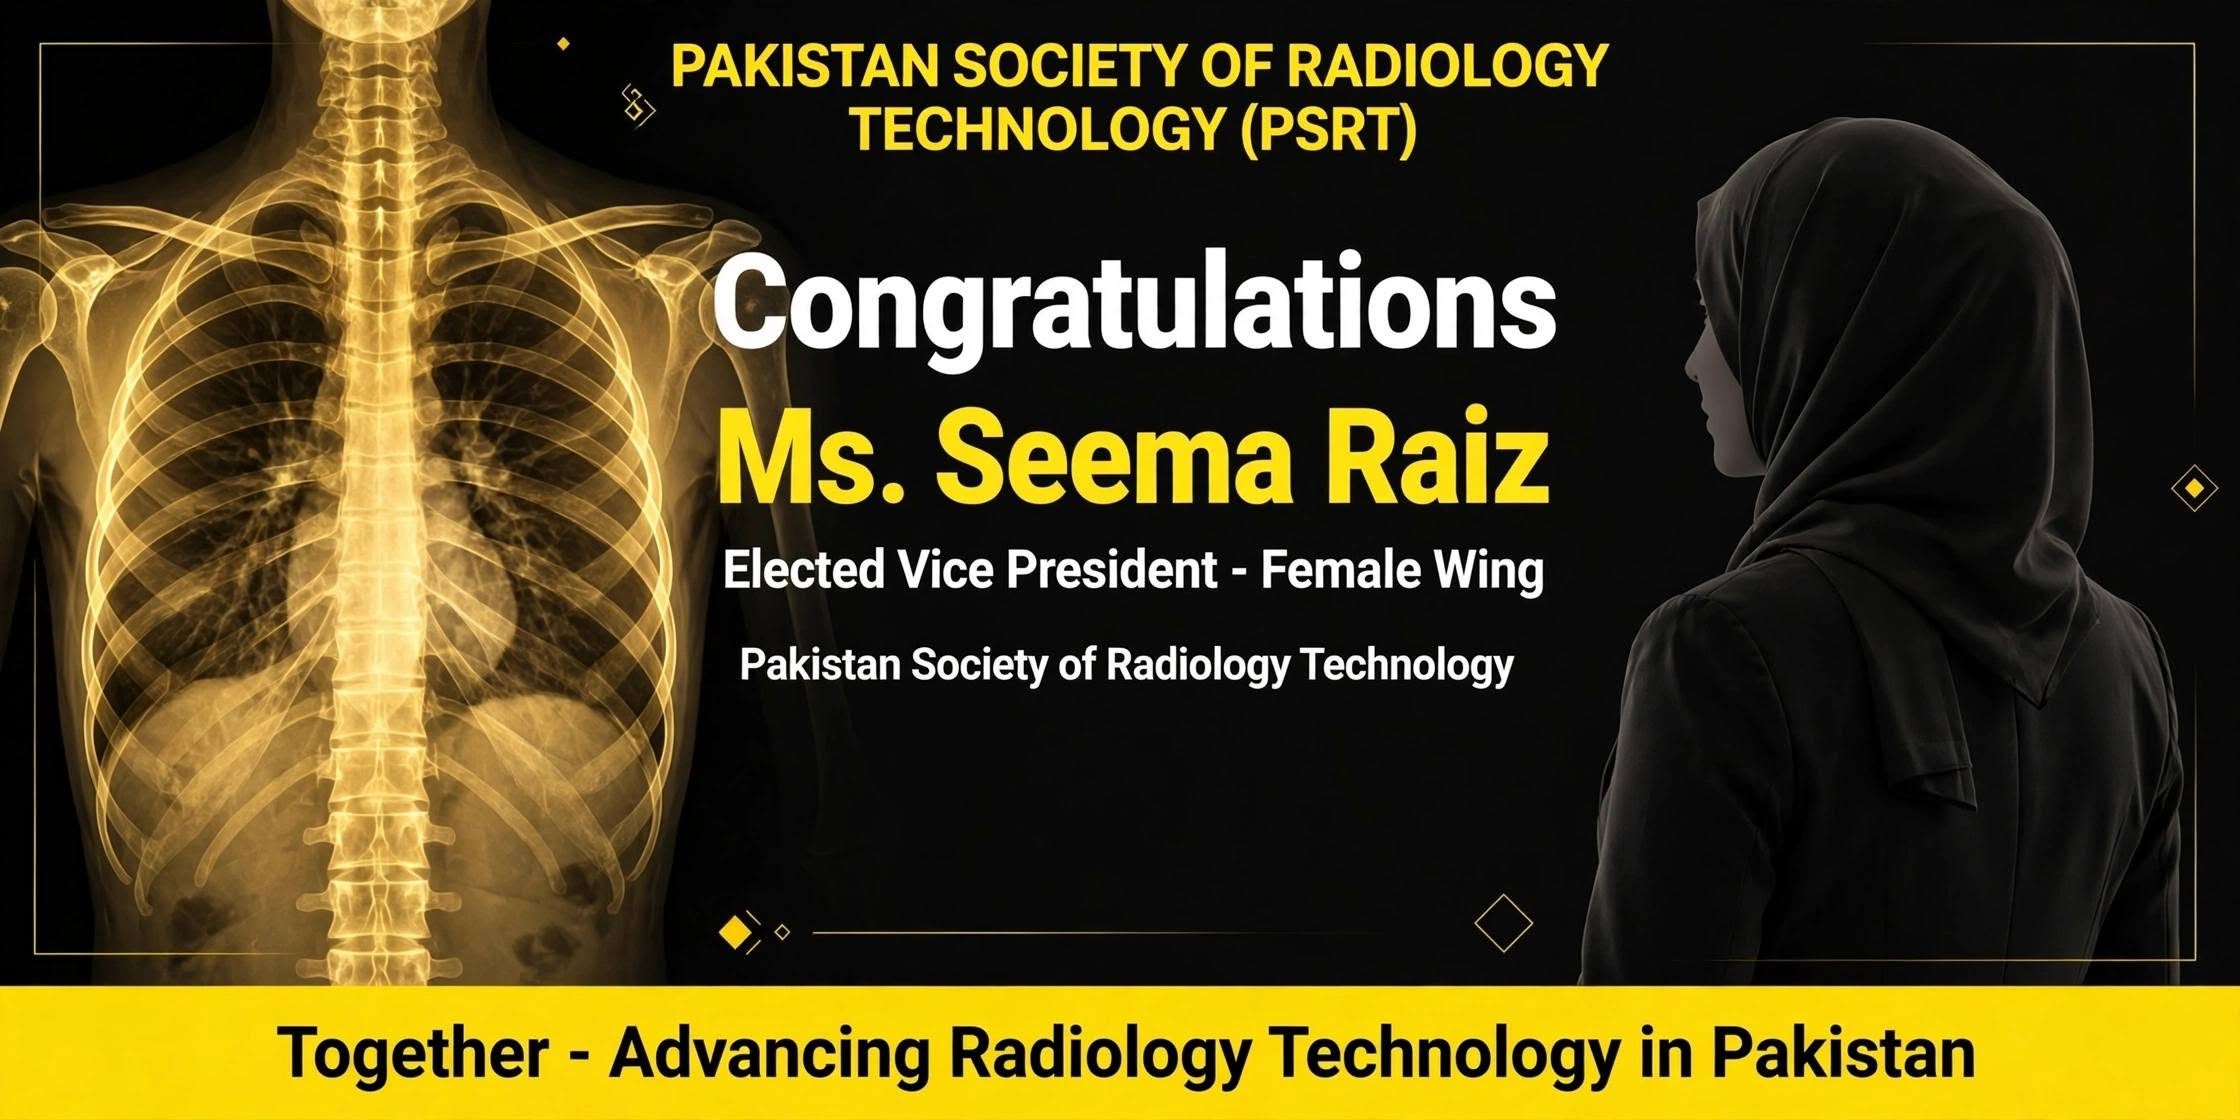 PAKISTAN SOCIETY OF RADIOLOGY
TECHNOLOGY (PSRT)
Congratulations
Ms. Seema Raiz
Elected Vice President - Female Wing
Pakistan Society of Radiology Technology
Together - Advancing Radiology Technology in Pakistan